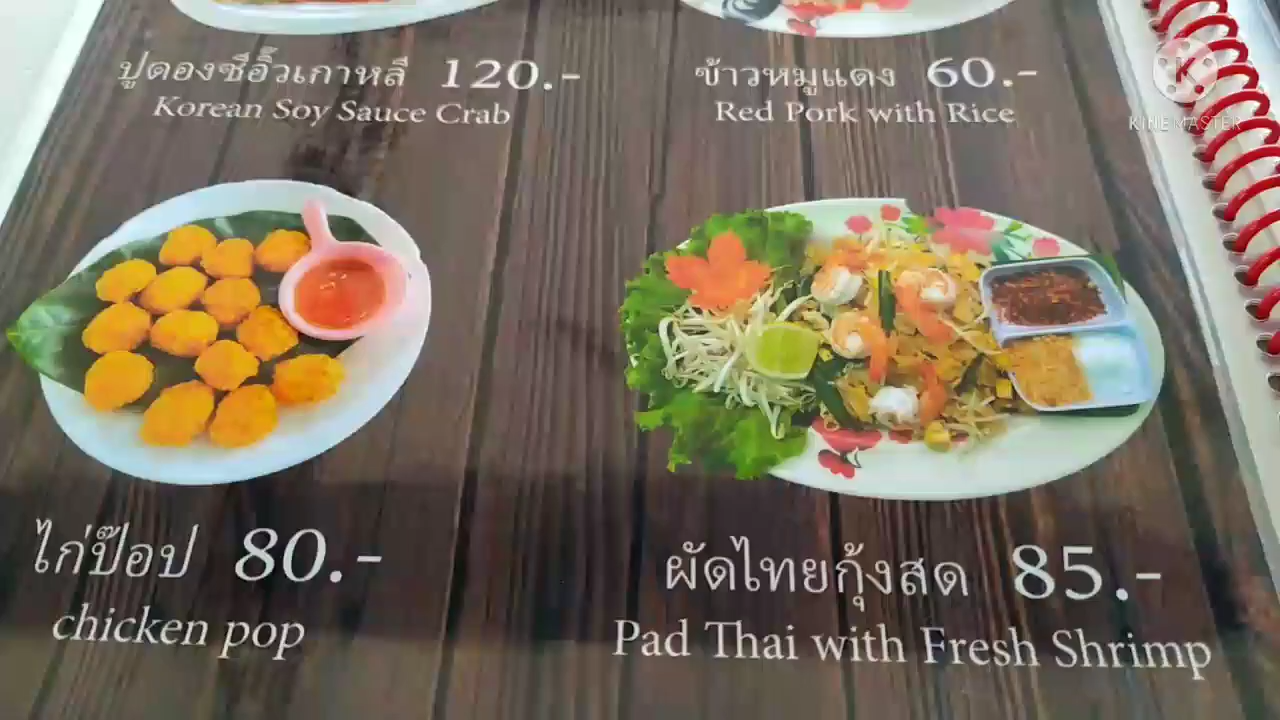 ปูดองซีอิ๊วเกาหลี 120.-
Korean Soy Sauce Crab
ข้าวหมูแดง 60.-
Red Pork with Rice
K
KINEMASTER
ไก่ป๊อป 80.-
chicken pop
ผัดไทยกุ้งสด 85.-
Pad Thai with Fresh Shrimp